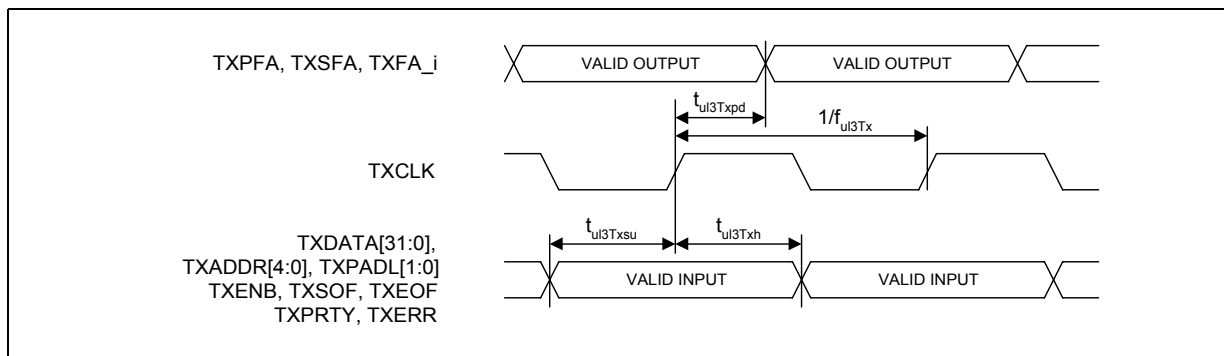 TXPFA, TXSFA, TXFA_i
VALID OUTPUT
VALID OUTPUT
tul3Txpd
1/ful3Tx
TXCLK
tul3Txsu
tul3Txh
TXDATA[31:0],
TXADDR[4:0], TXPADL[1:0]
TXENB, TXSOF, TXEOF
TXPRTY, TXERR
VALID INPUT
VALID INPUT